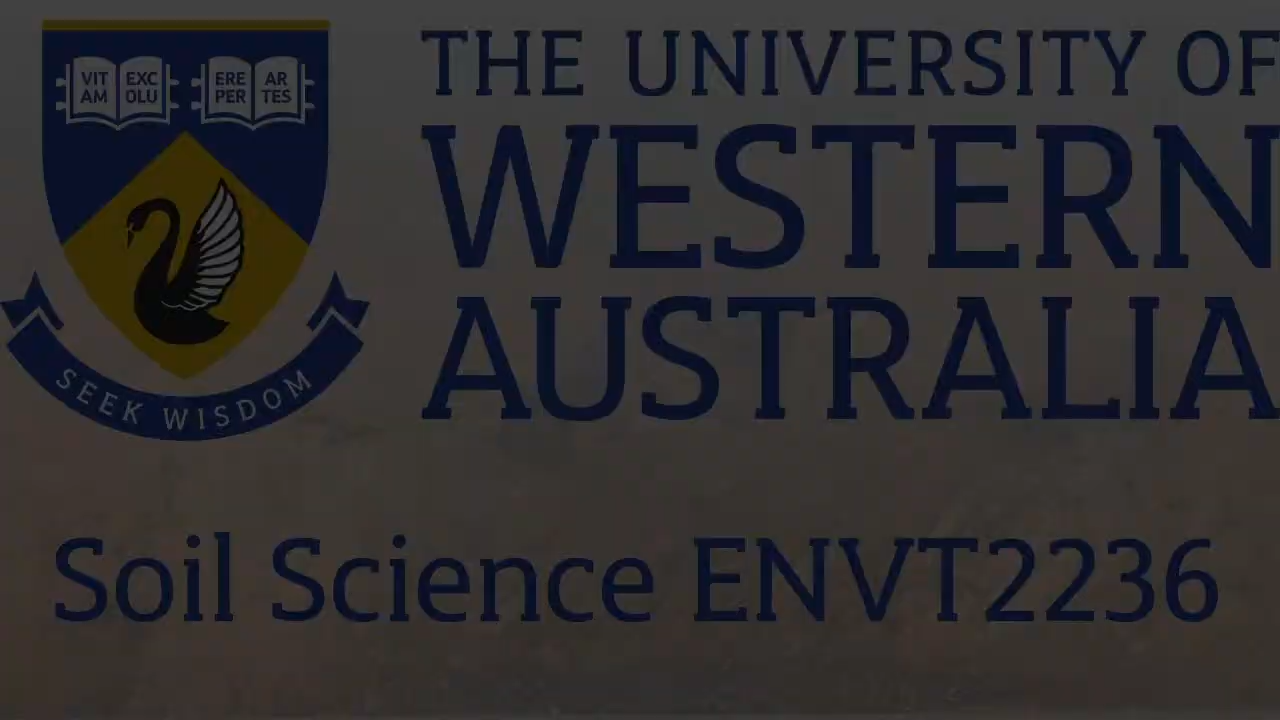 VIT EXC
AM OLU
ERE AR
PER TES
SEEK WISDOM
THE UNIVERSITY OF
WESTERN
AUSTRALIA
Soil Science ENVT2236